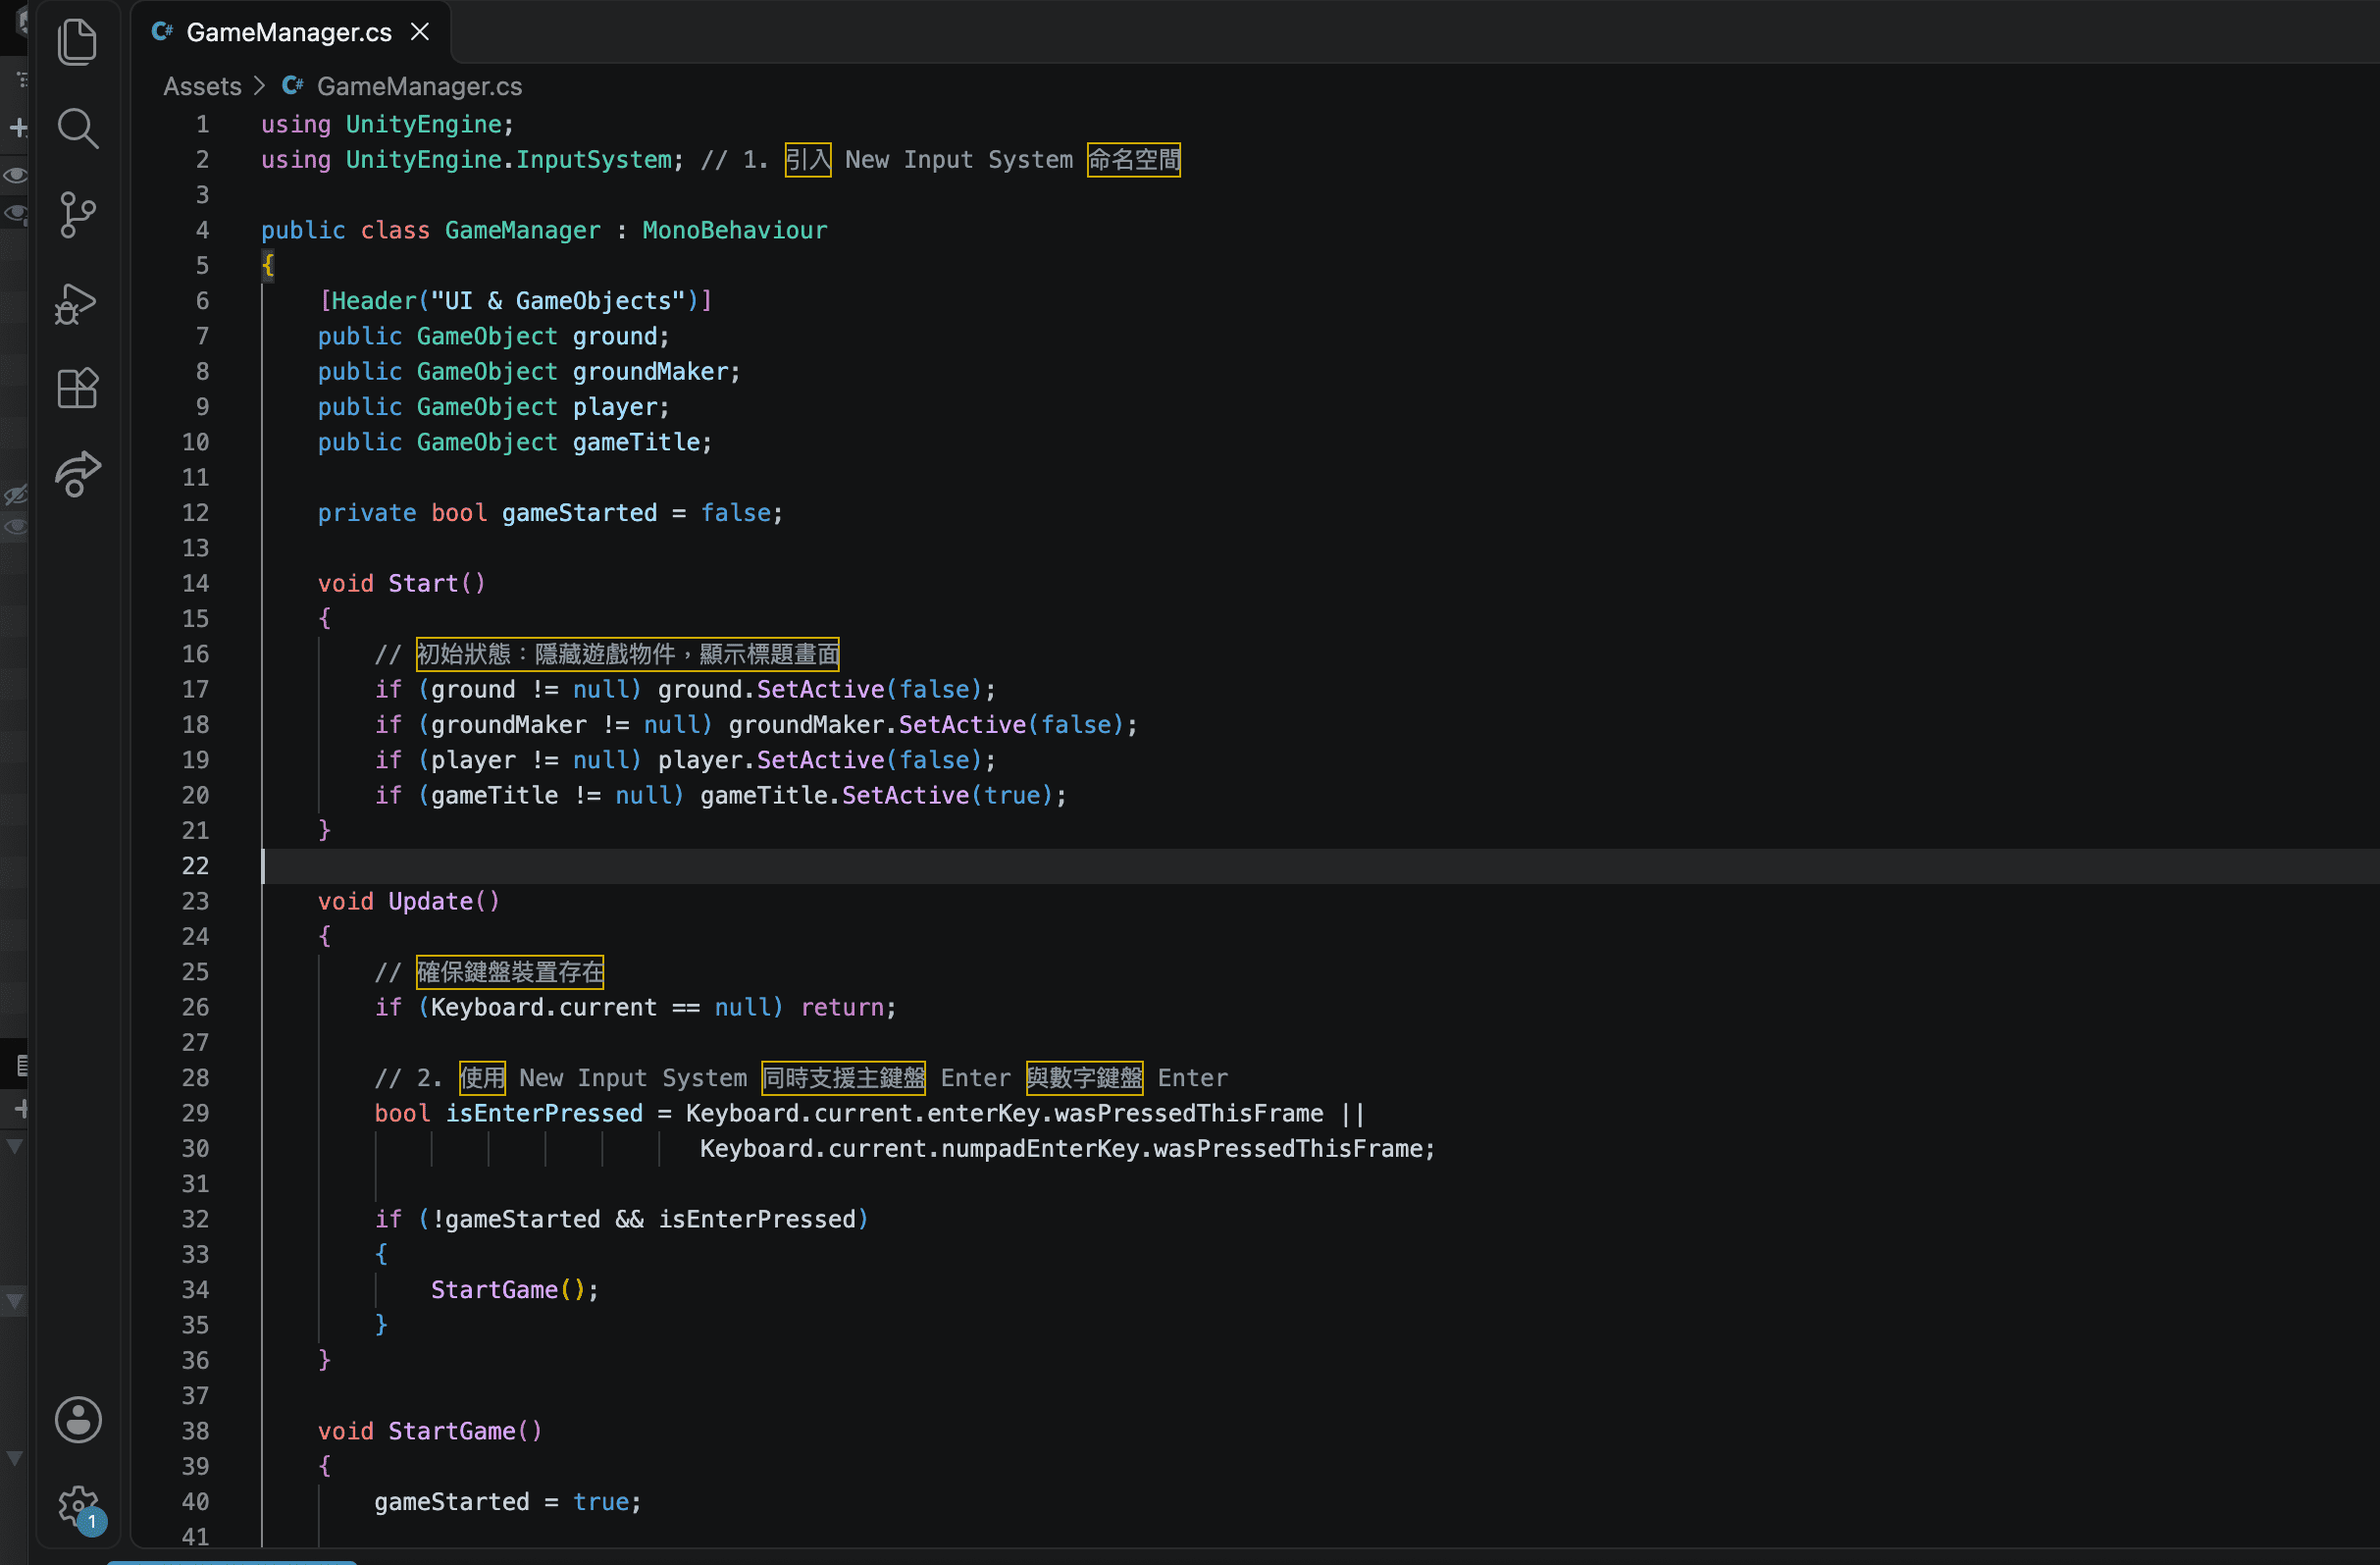 GameManager.cs
Assets > GameManager.cs
1 using UnityEngine;
2 using UnityEngine.InputSystem; // 1. 引入 New Input System 命名空間
3
4 public class GameManager : MonoBehaviour
5 {
6     [Header("UI & GameObjects")]
7     public GameObject ground;
8     public GameObject groundMaker;
9     public GameObject player;
10     public GameObject gameTitle;
11
12     private bool gameStarted = false;
13
14     void Start()
15     {
16         // 初始狀態：隱藏遊戲物件，顯示標題畫面
17         if (ground != null) ground.SetActive(false);
18         if (groundMaker != null) groundMaker.SetActive(false);
19         if (player != null) player.SetActive(false);
20         if (gameTitle != null) gameTitle.SetActive(true);
21     }
22
23     void Update()
24     {
25         // 確保鍵盤裝置存在
26         if (Keyboard.current == null) return;
27
28         // 2. 使用 New Input System 同時支援主鍵盤 Enter 與數字鍵盤 Enter
29         bool isEnterPressed = Keyboard.current.enterKey.wasPressedThisFrame ||
30                                Keyboard.current.numpadEnterKey.wasPressedThisFrame;
31
32         if (!gameStarted && isEnterPressed)
33         {
34             StartGame();
35         }
36     }
37
38     void StartGame()
39     {
40         gameStarted = true;
41
1